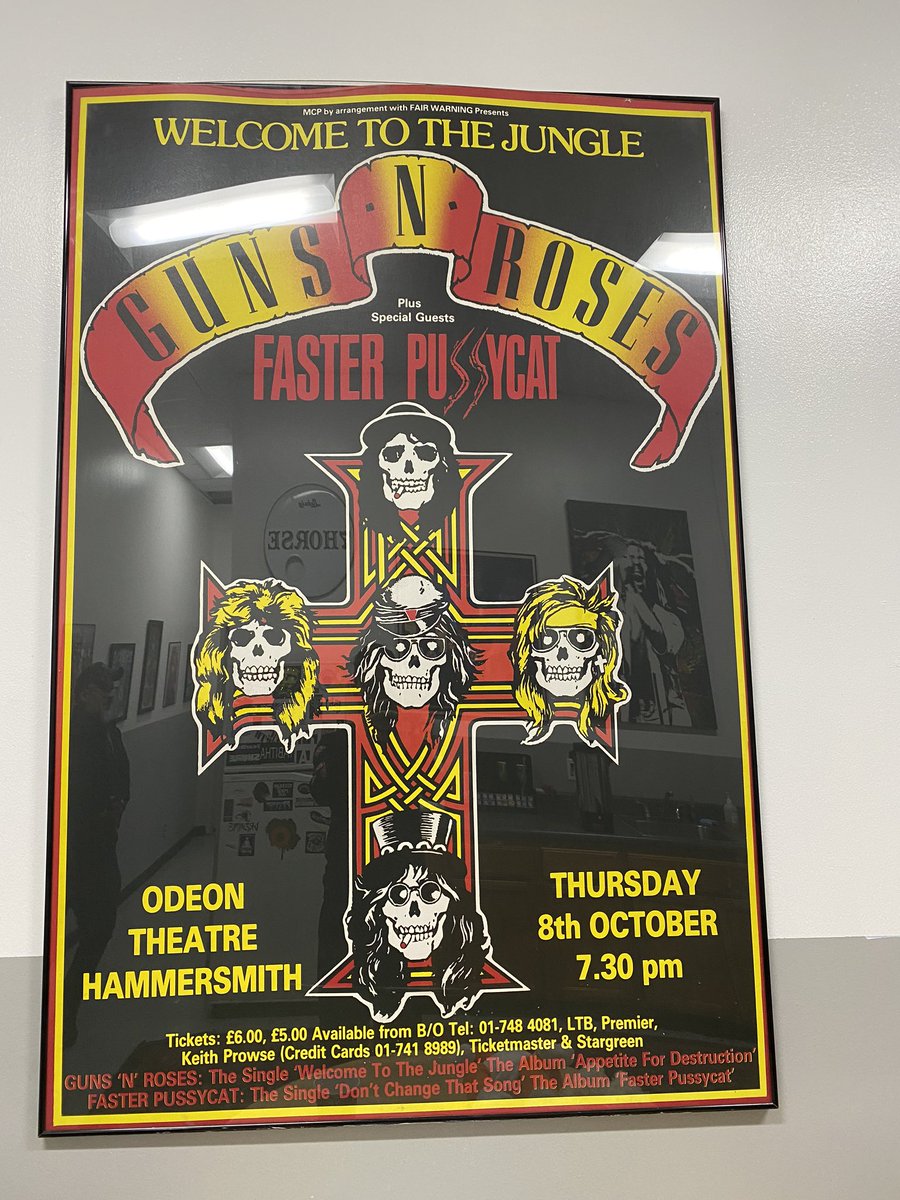 MCP by arrangement with FAIR WARNING Presents
WELCOME TO THE JUNGLE
GUNS ·N· ROSES
Plus
Special Guests
FASTER PUSSYCAT
ODEON
THEATRE
HAMMERSMITH
THURSDAY
8th OCTOBER
7.30 pm
Tickets: £6.00, £5.00 Available from B/O Tel: 01-748 4081, LTB, Premier,
Keith Prowse (Credit Cards 01-741 8989), Ticketmaster & Stargreen
GUNS 'N' ROSES: The Single 'Welcome To The Jungle' The Album 'Appetite For Destruction'
FASTER PUSSYCAT: The Single 'Don't Change That Song' The Album 'Faster Pussycat'